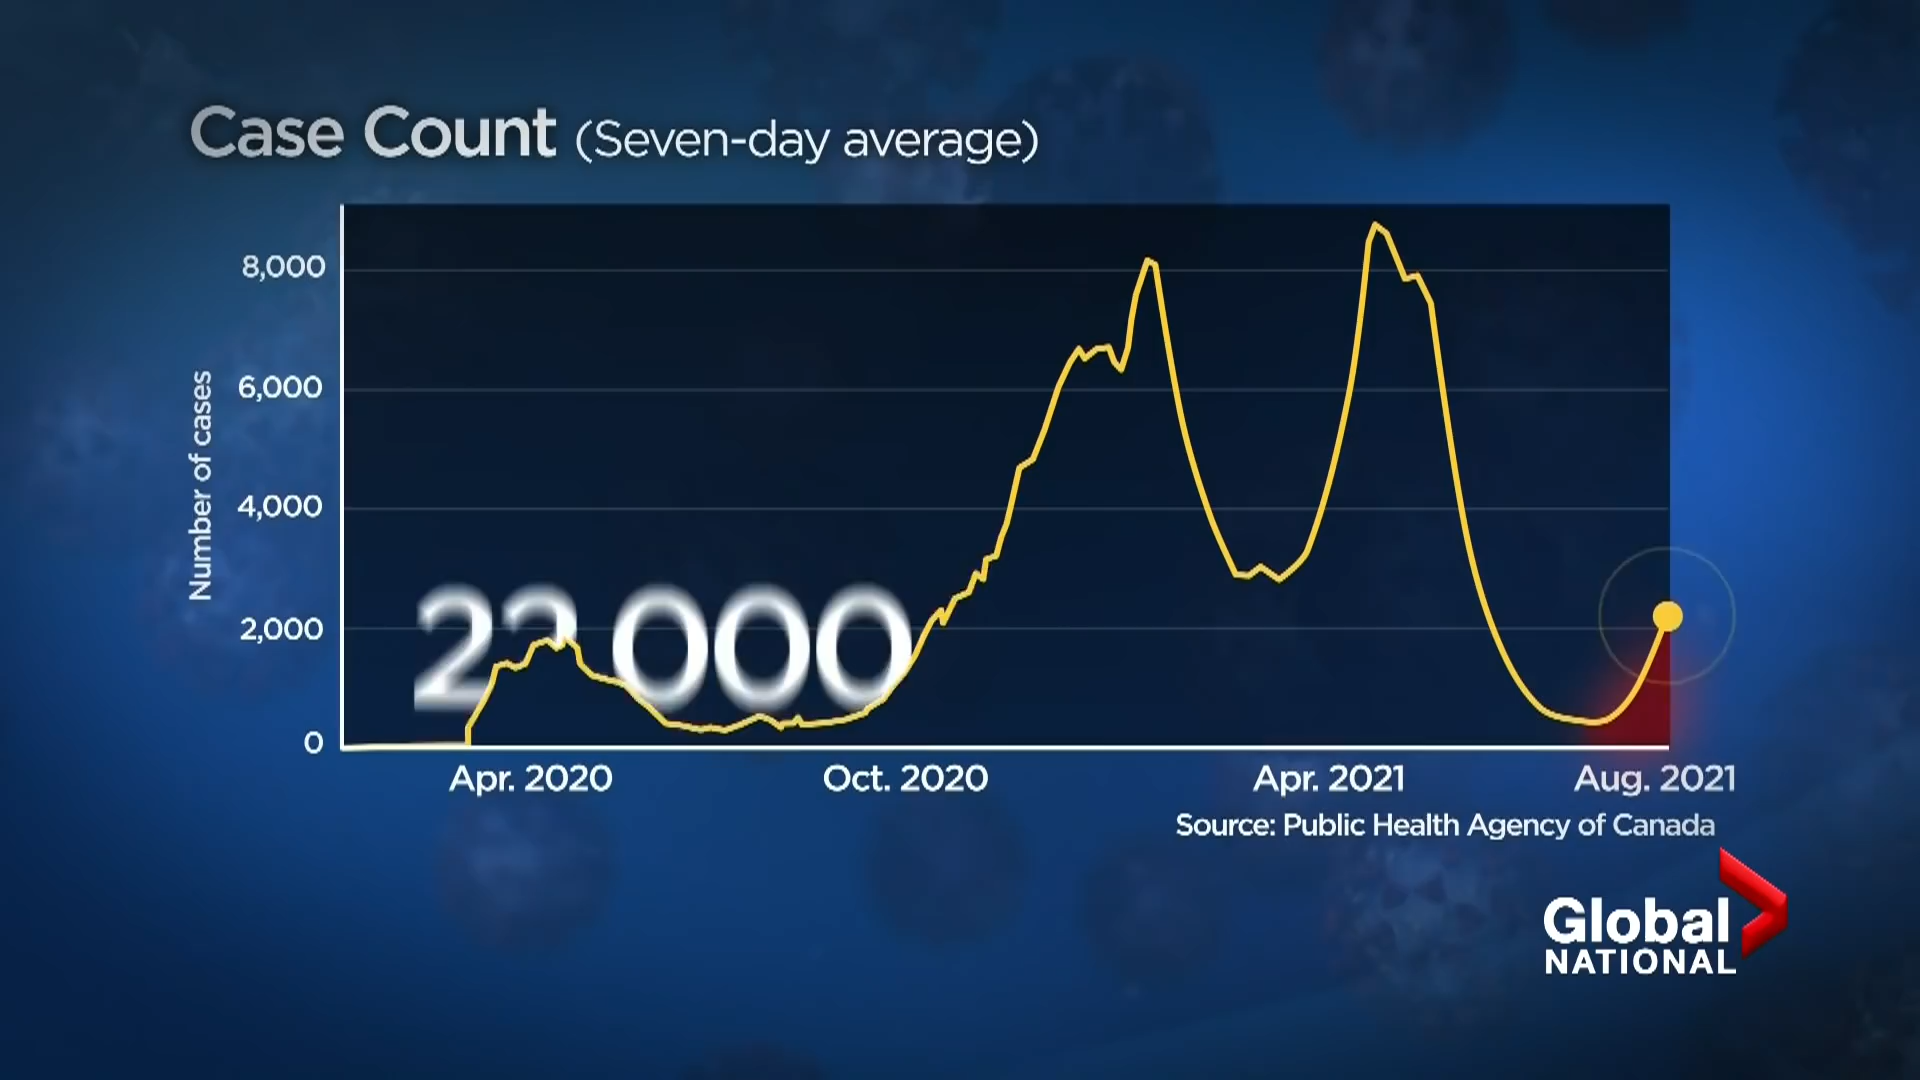 Case Count (Seven-day average)
Number of cases
8,000
6,000
4,000
2,000
0
Apr. 2020
Oct. 2020
Apr. 2021
Aug. 2021
Source: Public Health Agency of Canada
Global
NATIONAL